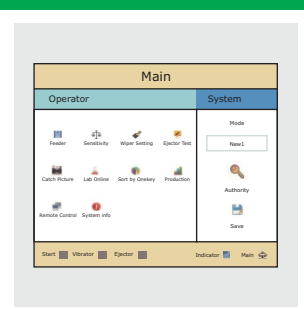 Main
Operator System
Mode
Feeder Sensitivity Wiper Setting Ejector Test New1
Catch Picture Lab Online Sort by Onekey Production
Authority
Remote Control System info
Save
Start Vibrator Ejector Indicator Main